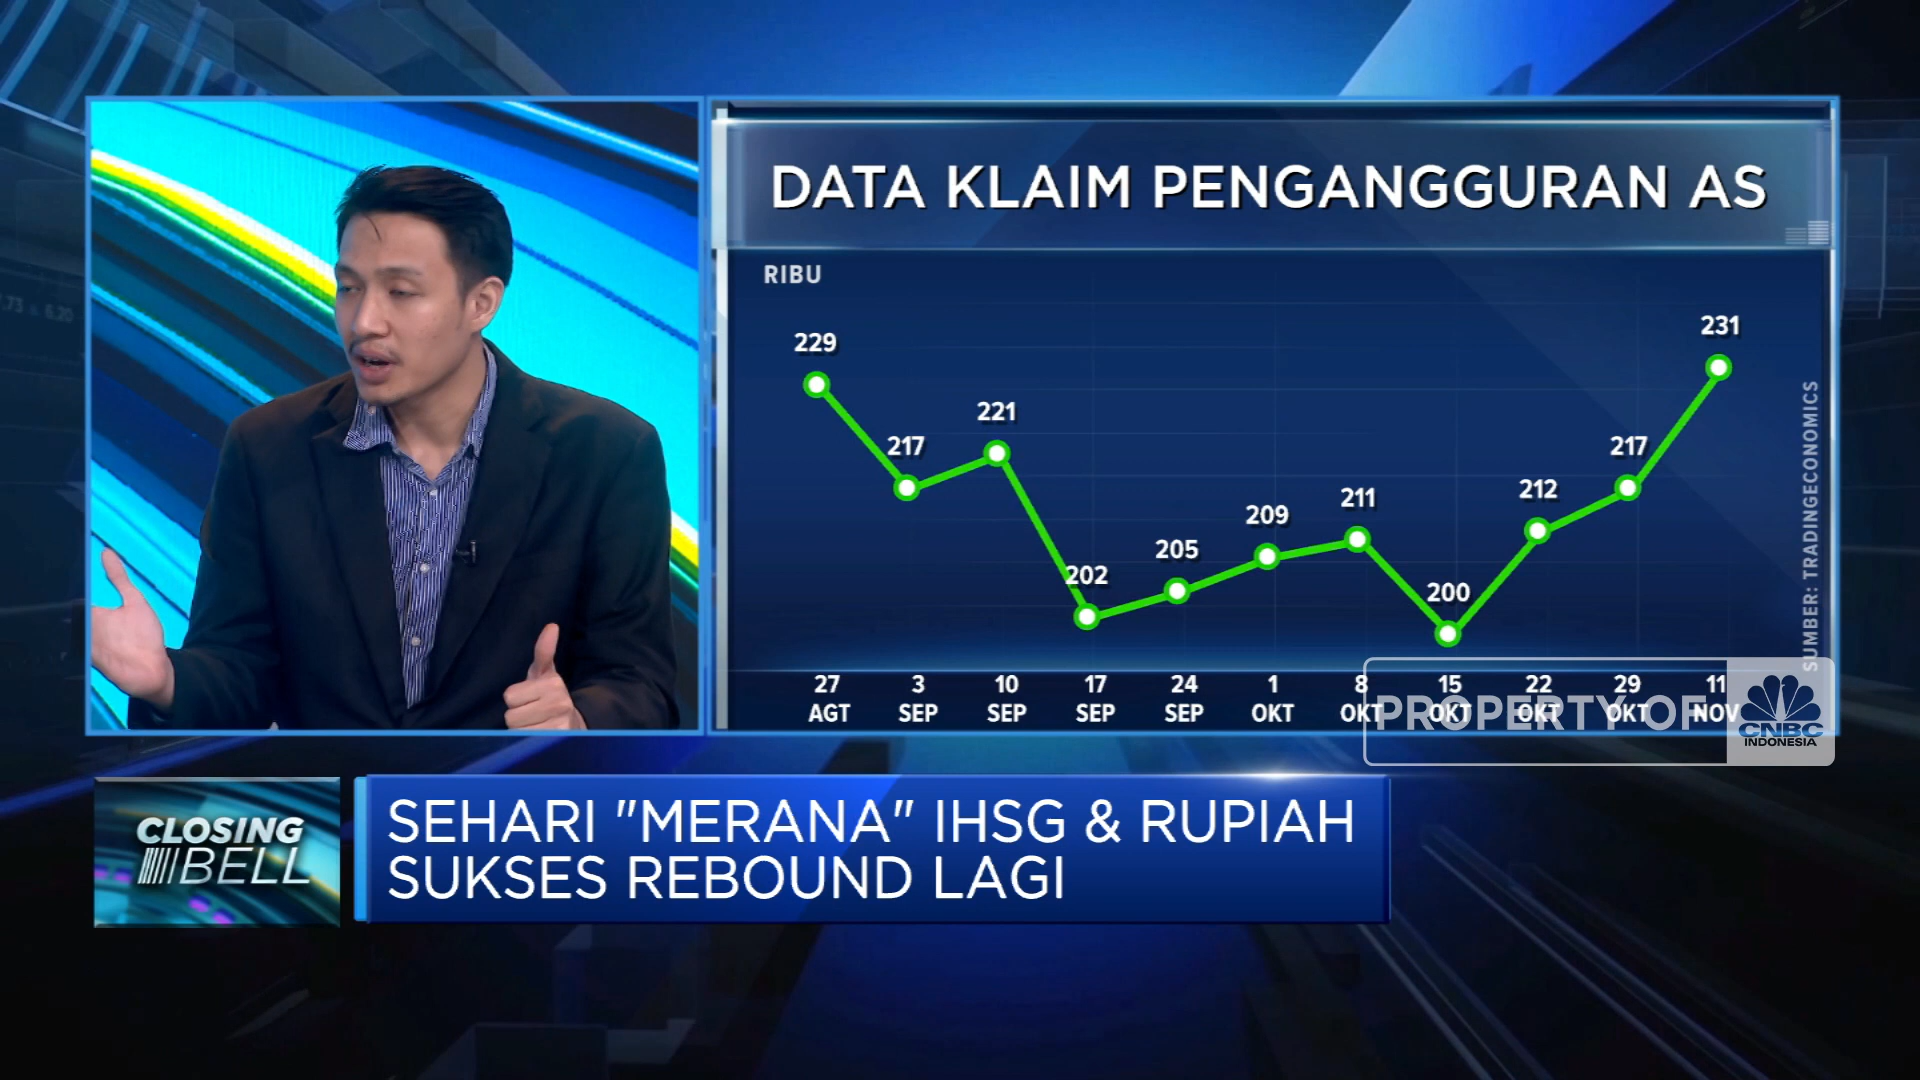 DATA KLAIM PENGANGGURAN AS
RIBU
229
217
221
202
205
209
211
200
212
217
231
27 AGT
3 SEP
10 SEP
17 SEP
24 SEP
1 OKT
8 OKT
15 OKT
22 OKT
29 OKT
11 NOV
SUMBER: TRADINGECONOMICS
PROPERTY OF
CNBC
INDONESIA
CLOSING
BELL
SEHARI "MERANA" IHSG & RUPIAH
SUKSES REBOUND LAGI